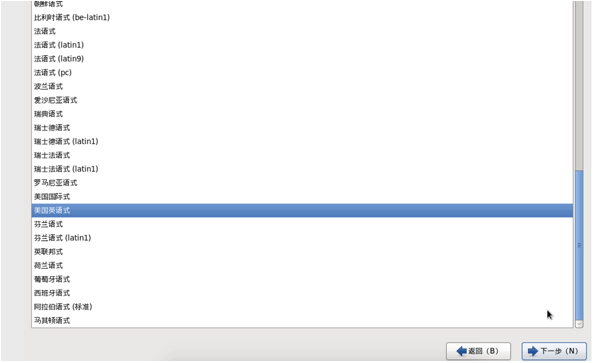 朝鲜语式
比利时语式 (be-latin1)
法语式
法语式 (latin1)
法语式 (latin9)
法语式 (pc)
波兰语式
爱沙尼亚语式
瑞典语式
瑞士德语式
瑞士德语式 (latin1)
瑞士法语式
瑞士法语式 (latin1)
罗马尼亚语式
美国国际式
美国英语式
芬兰语式
芬兰语式 (latin1)
英联邦式
荷兰语式
葡萄牙语式
西班牙语式
阿拉伯语式 (标准)
马其顿语式
返回（B） 下一步（N）